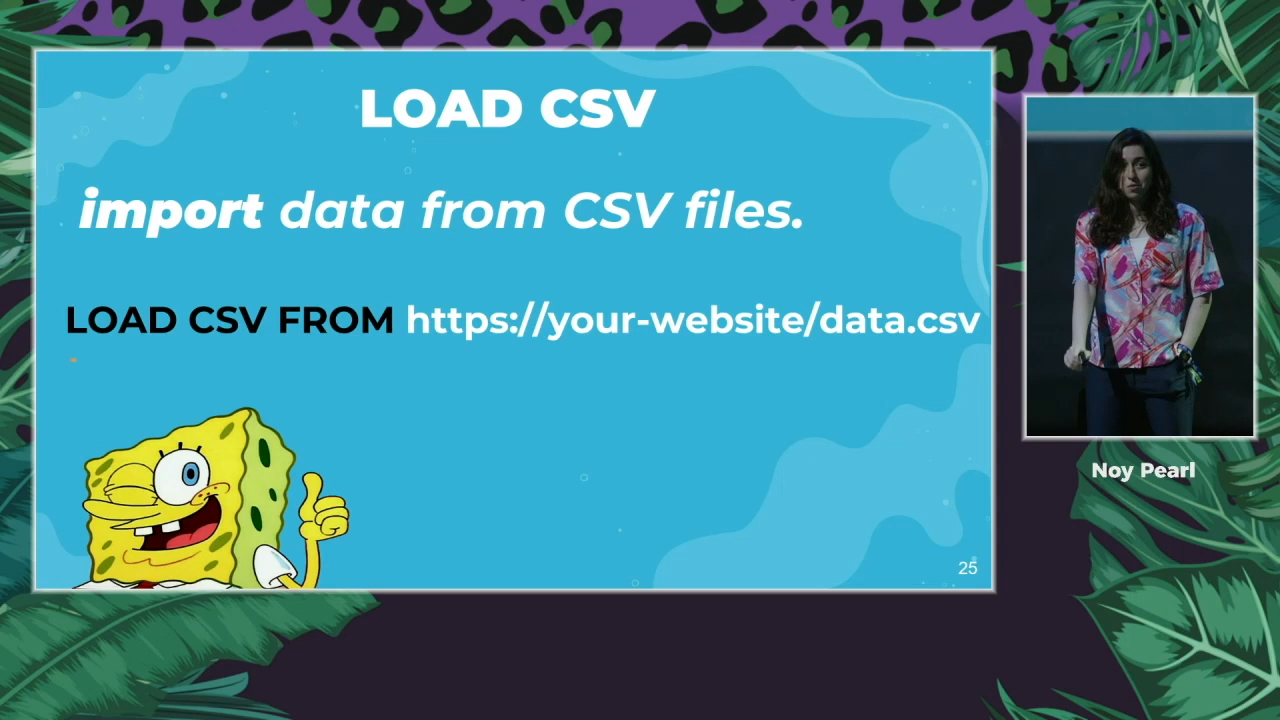 LOAD CSV
import data from CSV files.
LOAD CSV FROM https://your-website/data.csv
25
Noy Pearl